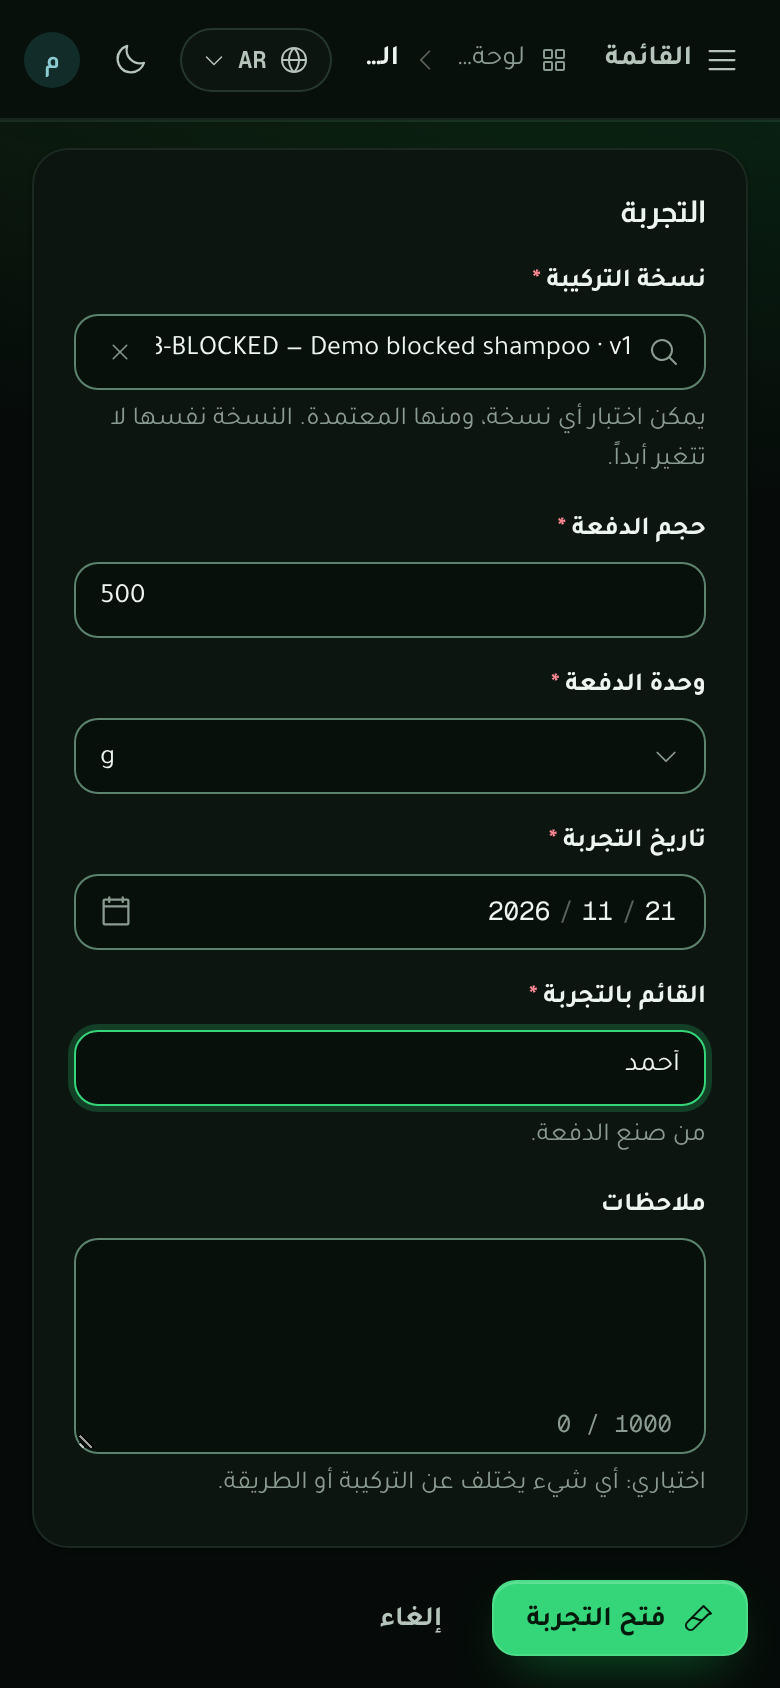 القائمة
لوحة...
الـ...
AR
م
التجربة
نسخة التركيبة *
3-BLOCKED — Demo blocked shampoo · v1
يمكن اختبار أي نسخة، ومنها المعتمدة. النسخة نفسها لا
تتغير أبداً.
حجم الدفعة *
500
وحدة الدفعة *
g
تاريخ التجربة *
21 / 11 / 2026
القائم بالتجربة *
أحمد
من صنع الدفعة.
ملاحظات
0 / 1000
اختياري: أي شيء يختلف عن التركيبة أو الطريقة.
فتح التجربة
إلغاء